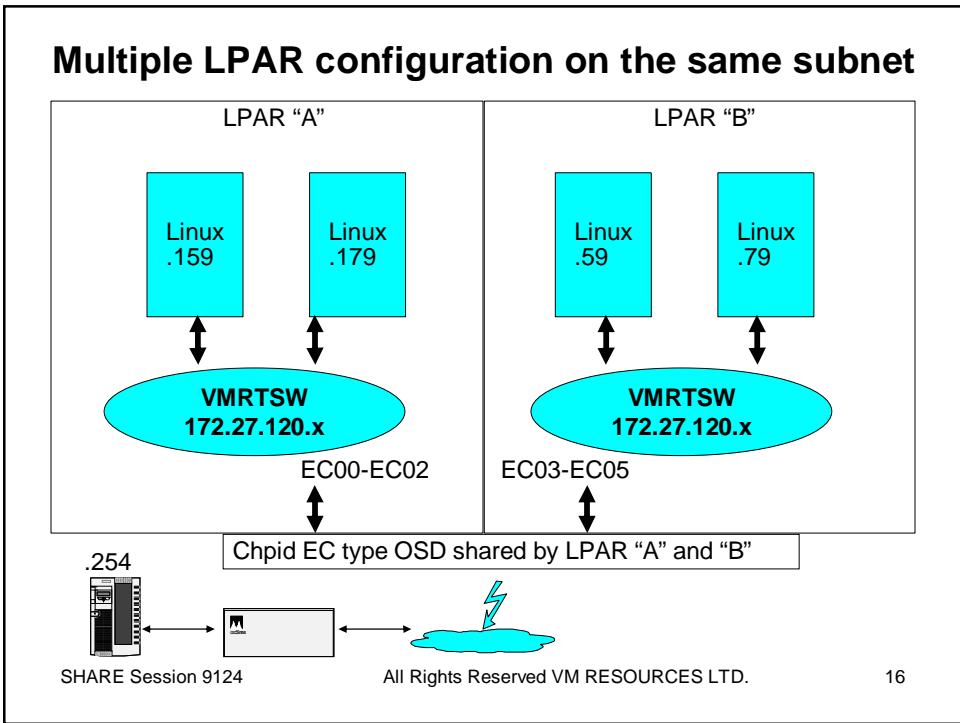 Multiple LPAR configuration on the same subnet
LPAR “A”
LPAR “B”
Linux
.159
Linux
.179
Linux
.59
Linux
.79
VMRTSW
172.27.120.x
VMRTSW
172.27.120.x
EC00-EC02
EC03-EC05
Chpid EC type OSD shared by LPAR “A” and “B”
.254
SHARE Session 9124
All Rights Reserved VM RESOURCES LTD.
16